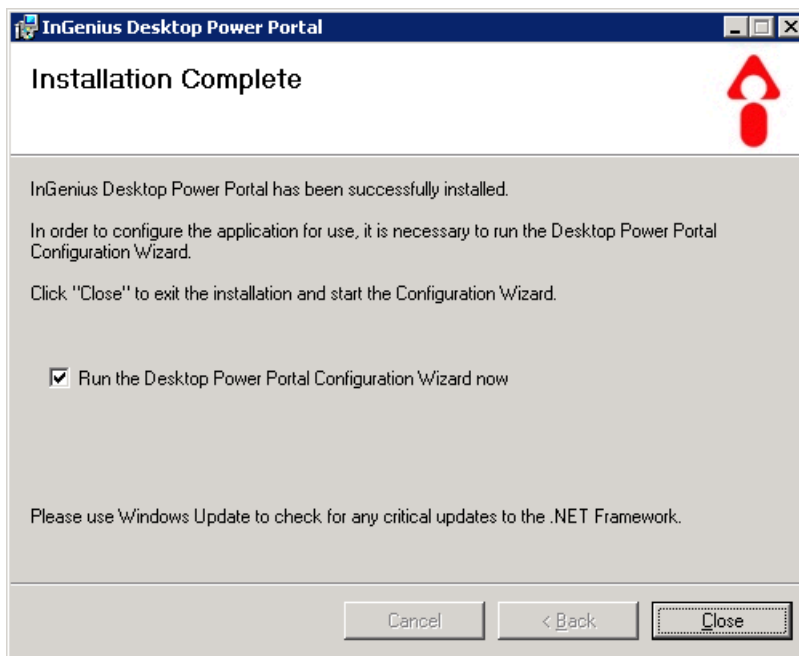 InGenius Desktop Power Portal
Installation Complete
InGenius Desktop Power Portal has been successfully installed.
In order to configure the application for use, it is necessary to run the Desktop Power Portal
Configuration Wizard.
Click "Close" to exit the installation and start the Configuration Wizard.
Run the Desktop Power Portal Configuration Wizard now
Please use Windows Update to check for any critical updates to the .NET Framework.
Cancel
< Back
Close